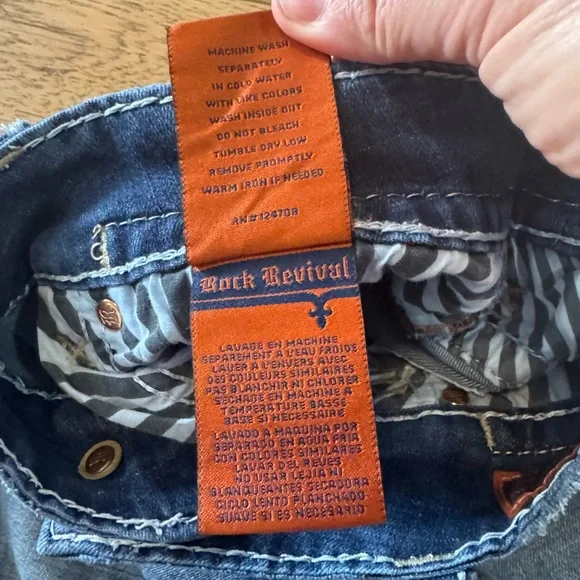 MACHINE WASH
SEPARATELY
IN COLD WATER
WITH LIKE COLORS
WASH INSIDE OUT
DO NOT BLEACH
TUMBLE DRY LOW
REMOVE PROMPTLY
WARM IRON IF NEEDED
RN#124708
Rock Revival
LAVAGE EN MACHINE
SEPAREMENT A L'EAU FROIDE
LAVER A L'ENVERS AVEC
DES COULEURS SIMILAIRES
PAS BLANCHIR NI CHLORER
SECHAGE EN MACHINE A
TEMPERATURE BASSE
BASE SI NECESSAIRE
LAVADO A MAQUINA POR
SEPARADO EN AGUA FRIA
CON COLORES SIMILARES
LAVAR DEL REVES
NO USAR LEJIA NI
BLANQUEANTES SECADORA
CICLO LENTO PLANCHADO
SUAVE SI ES NECESARIO